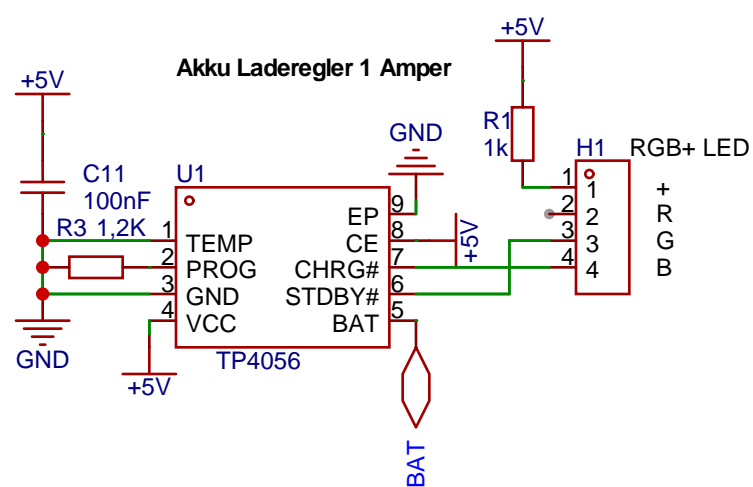 +5V
Akku Laderegler 1 Amper
+5V
C11
100nF
R3 1,2K
GND
+5V
U1
TP4056
1 TEMP
2 PROG
3 GND
4 VCC
EP 9
CE 8
CHRG# 7
STDBY# 6
BAT 5
GND
+5V
BAT
R1
1k
H1
RGB+ LED
1 1 +
2 2 R
3 3 G
4 4 B